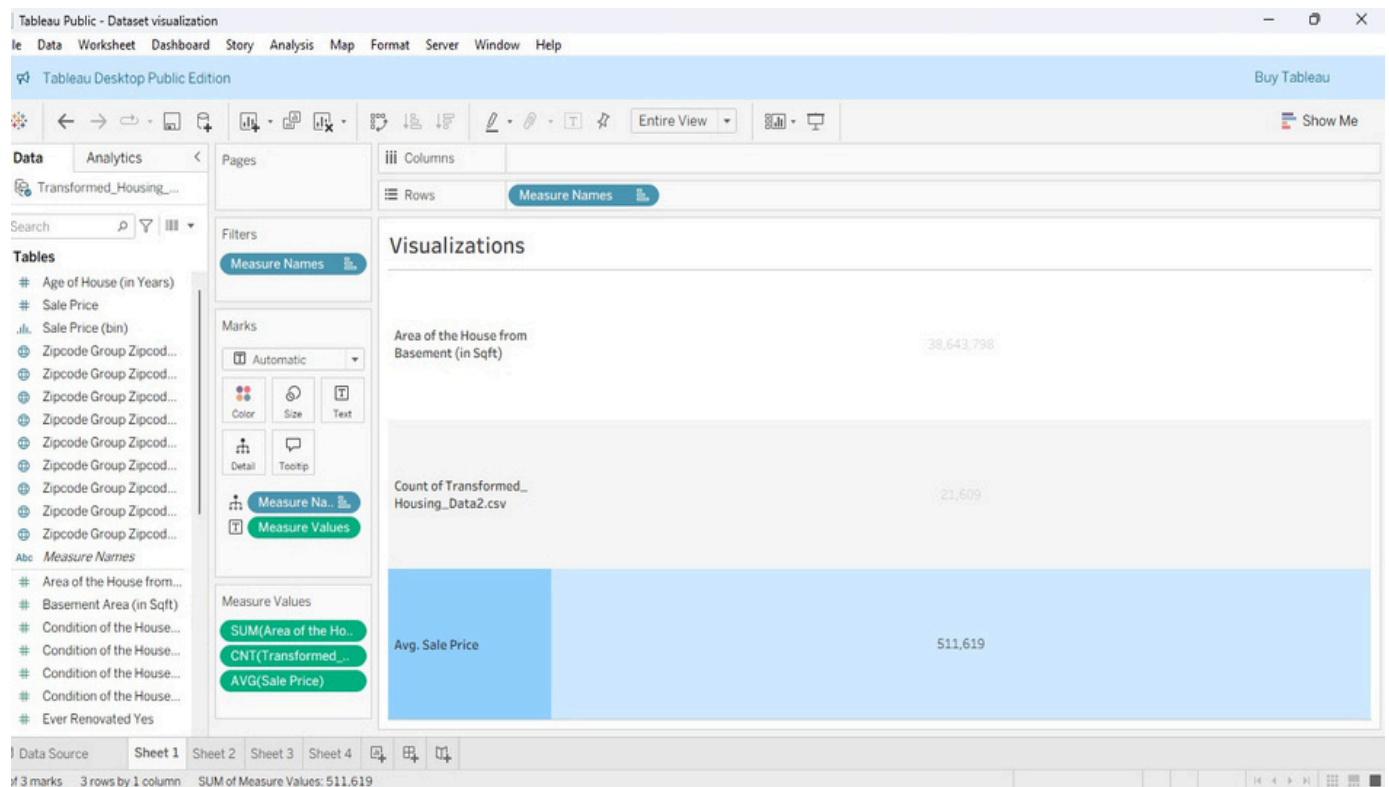 Tableau Public - Dataset visualization
le Data Worksheet Dashboard Story Analysis Map Format Server Window Help
Tableau Desktop Public Edition
Buy Tableau
Entire View
Show Me
Data
Analytics
Transformed_Housing_...
Search
Tables
Age of House (in Years)
Sale Price
Sale Price (bin)
Zipcode Group Zipcod...
Zipcode Group Zipcod...
Zipcode Group Zipcod...
Zipcode Group Zipcod...
Zipcode Group Zipcod...
Zipcode Group Zipcod...
Zipcode Group Zipcod...
Zipcode Group Zipcod...
Zipcode Group Zipcod...
Abc Measure Names
Area of the House from...
Basement Area (in Sqft)
Condition of the House...
Condition of the House...
Condition of the House...
Condition of the House...
Ever Renovated Yes
Pages
Filters
Measure Names
Marks
Automatic
Color Size Text
Detail Tooltip
Measure Na..
Measure Values
Measure Values
SUM(Area of the Ho..
CNT(Transformed_..
AVG(Sale Price)
Columns
Rows
Measure Names
Visualizations
Area of the House from
Basement (in Sqft)
38,643,798
Count of Transformed_
Housing_Data2.csv
21,609
Avg. Sale Price
511,619
Data Source
Sheet 1
Sheet 2
Sheet 3
Sheet 4
of 3 marks 3 rows by 1 column SUM of Measure Values: 511,619